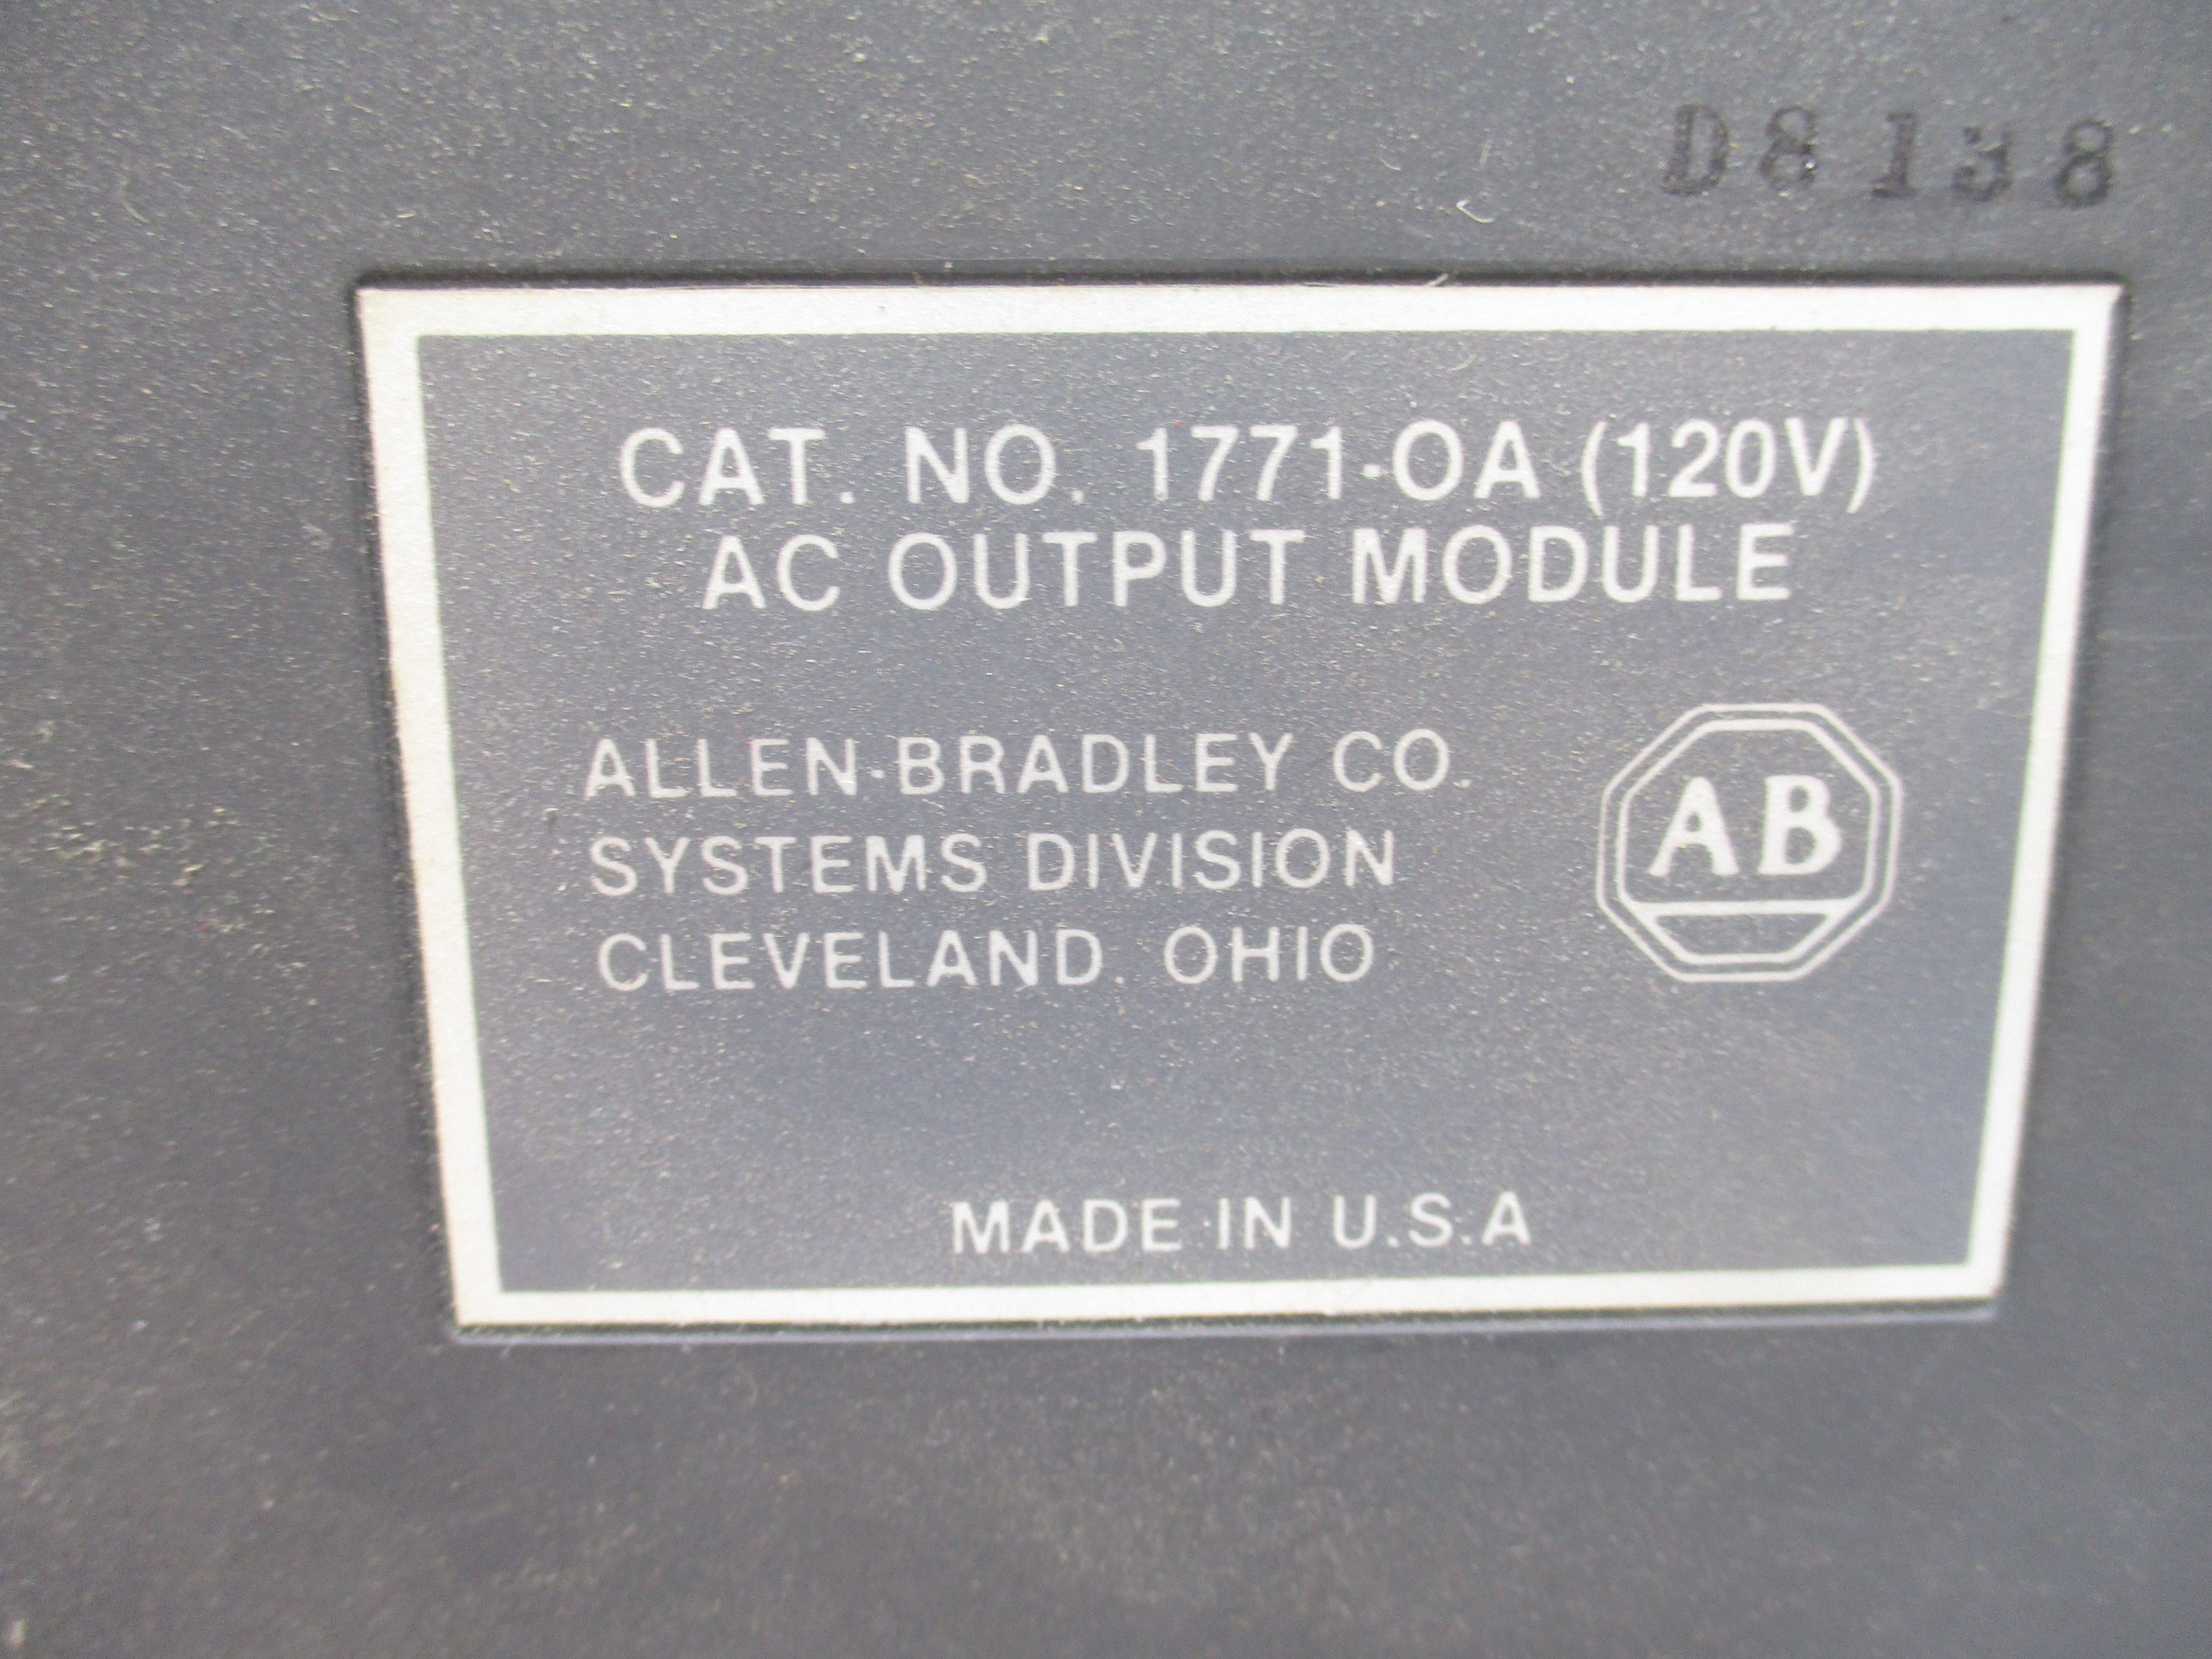 D8138
CAT. NO. 1771-OA (120V)
AC OUTPUT MODULE
ALLEN-BRADLEY CO.
SYSTEMS DIVISION
CLEVELAND, OHIO
AB
MADE IN U.S.A